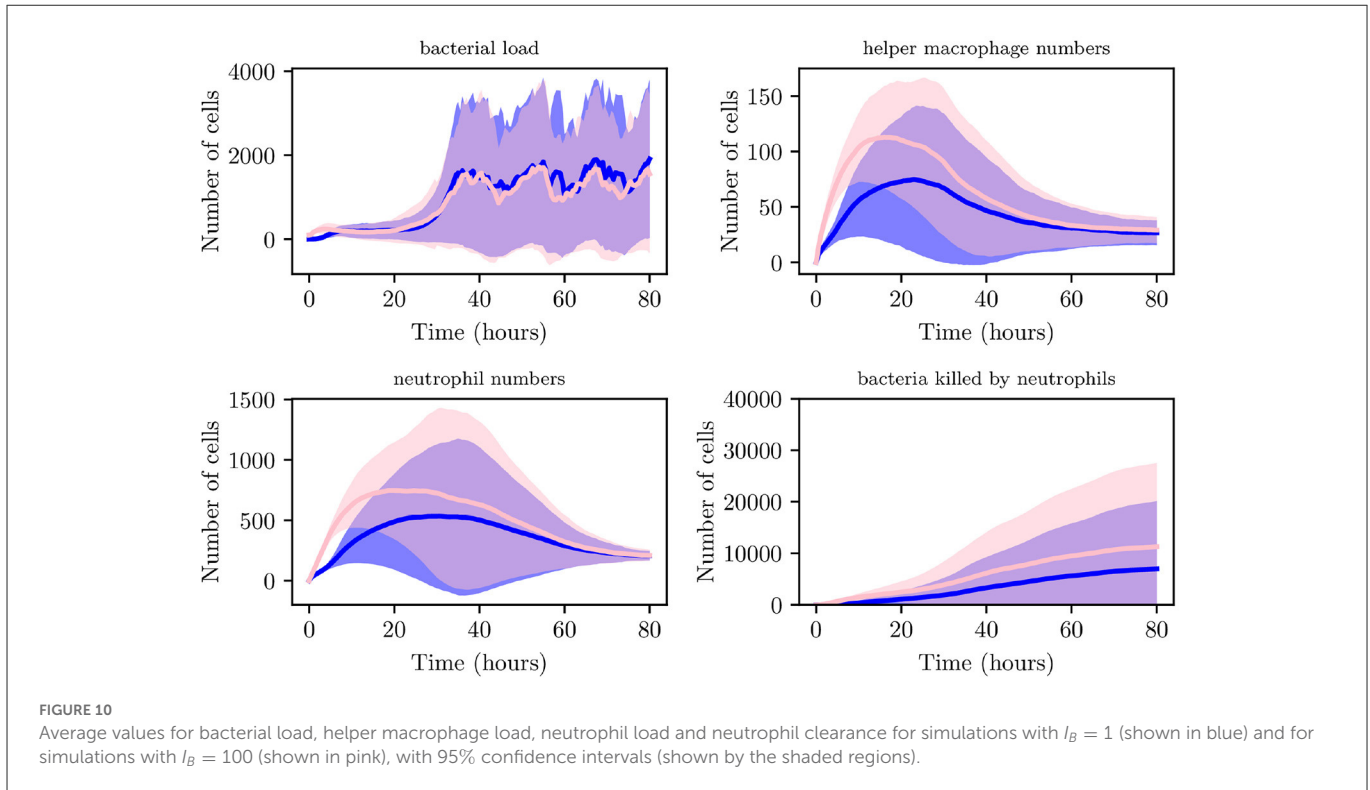 bacterial load
Number of cells
4000
2000
0
0 20 40 60 80
Time (hours)
helper macrophage numbers
Number of cells
150
100
50
0
0 20 40 60 80
Time (hours)
neutrophil numbers
Number of cells
1500
1000
500
0
0 20 40 60 80
Time (hours)
bacteria killed by neutrophils
Number of cells
40000
30000
20000
10000
0
0 20 40 60 80
Time (hours)
FIGURE 10
Average values for bacterial load, helper macrophage load, neutrophil load and neutrophil clearance for simulations with I_B = 1 (shown in blue) and for
simulations with I_B = 100 (shown in pink), with 95% confidence intervals (shown by the shaded regions).